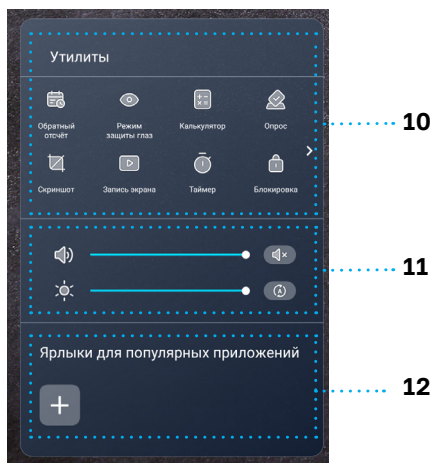 Утилиты
Обратный отсчёт
Режим защиты глаз
Калькулятор
Опрос
10
Скриншот
Запись экрана
Таймер
Блокировка
11
Ярлыки для популярных приложений
12